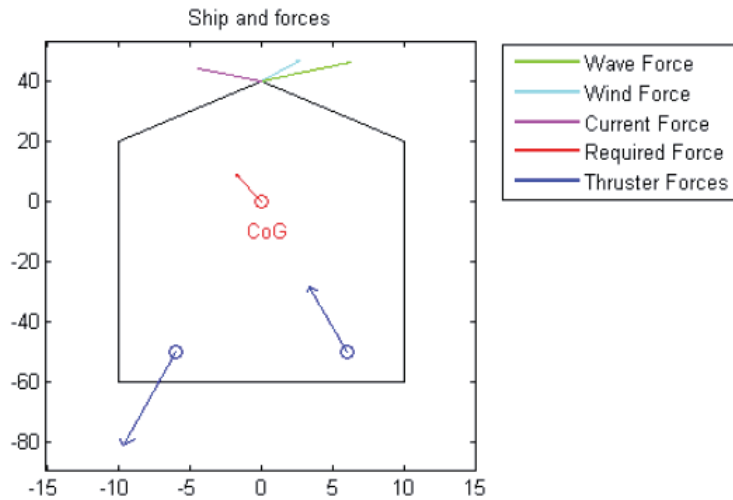 Ship and forces
40
20
0
-20
-40
-60
-80
-15
-10
-5
0
5
10
15
CoG
Wave Force
Wind Force
Current Force
Required Force
Thruster Forces